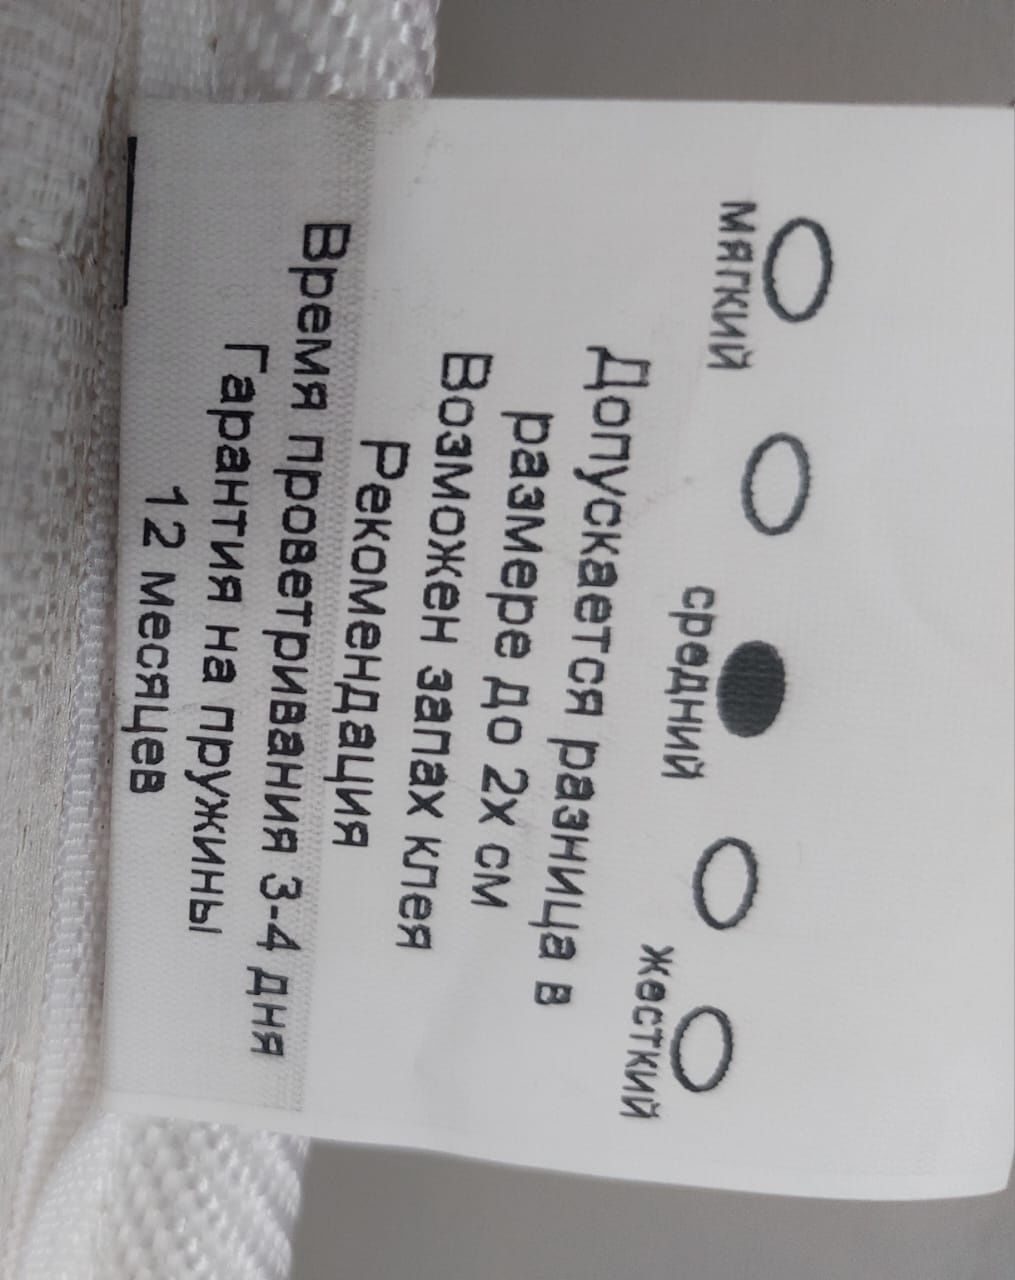 мягкий средний жесткий
Допускается разница в
размере до 2х см
Возможен запах клея
Рекомендация
Время проветривания 3-4 дня
Гарантия на пружины
12 месяцев